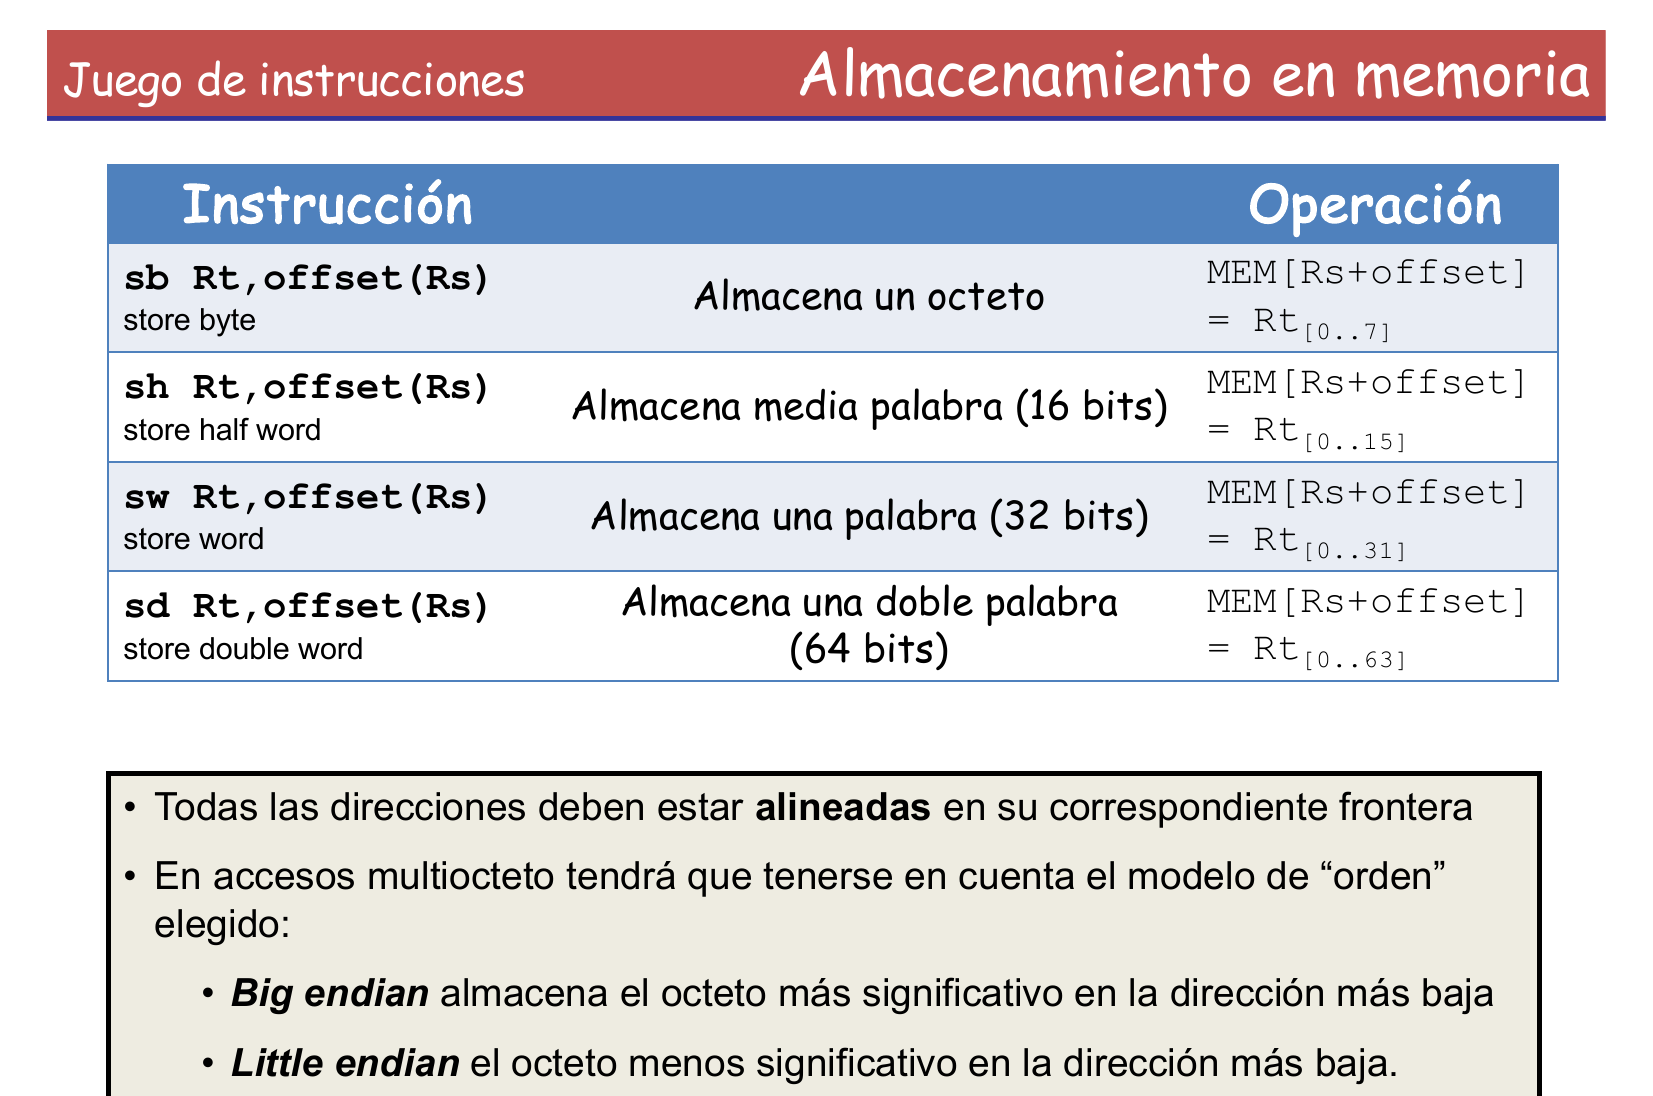 Juego de instrucciones Almacenamiento en memoria
Instrucción Operación
sb Rt,offset(Rs)
store byte
Almacena un octeto
MEM[Rs+offset]
= Rt[0..7]
sh Rt,offset(Rs)
store half word
Almacena media palabra (16 bits)
MEM[Rs+offset]
= Rt[0..15]
sw Rt,offset(Rs)
store word
Almacena una palabra (32 bits)
MEM[Rs+offset]
= Rt[0..31]
sd Rt,offset(Rs)
store double word
Almacena una doble palabra
(64 bits)
MEM[Rs+offset]
= Rt[0..63]
• Todas las direcciones deben estar alineadas en su correspondiente frontera
• En accesos multiocteto tendrá que tenerse en cuenta el modelo de “orden”
elegido:
• Big endian almacena el octeto más significativo en la dirección más baja
• Little endian el octeto menos significativo en la dirección más baja.